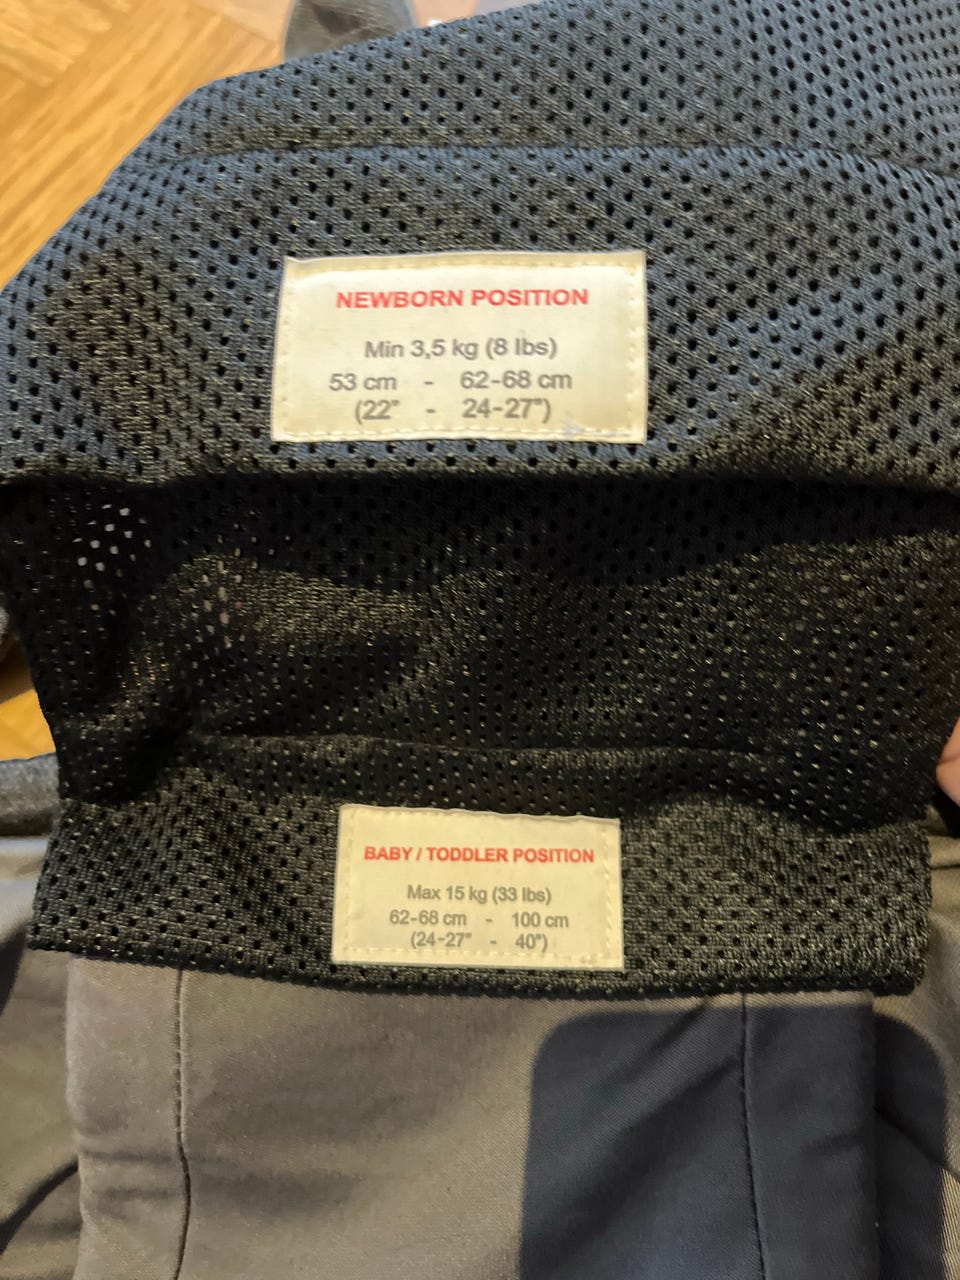 NEWBORN POSITION
Min 3,5 kg (8 lbs)
53 cm - 62-68 cm
(22" - 24-27")
BABY / TODDLER POSITION
Max 15 kg (33 lbs)
62-68 cm - 100 cm
(24-27" - 40")